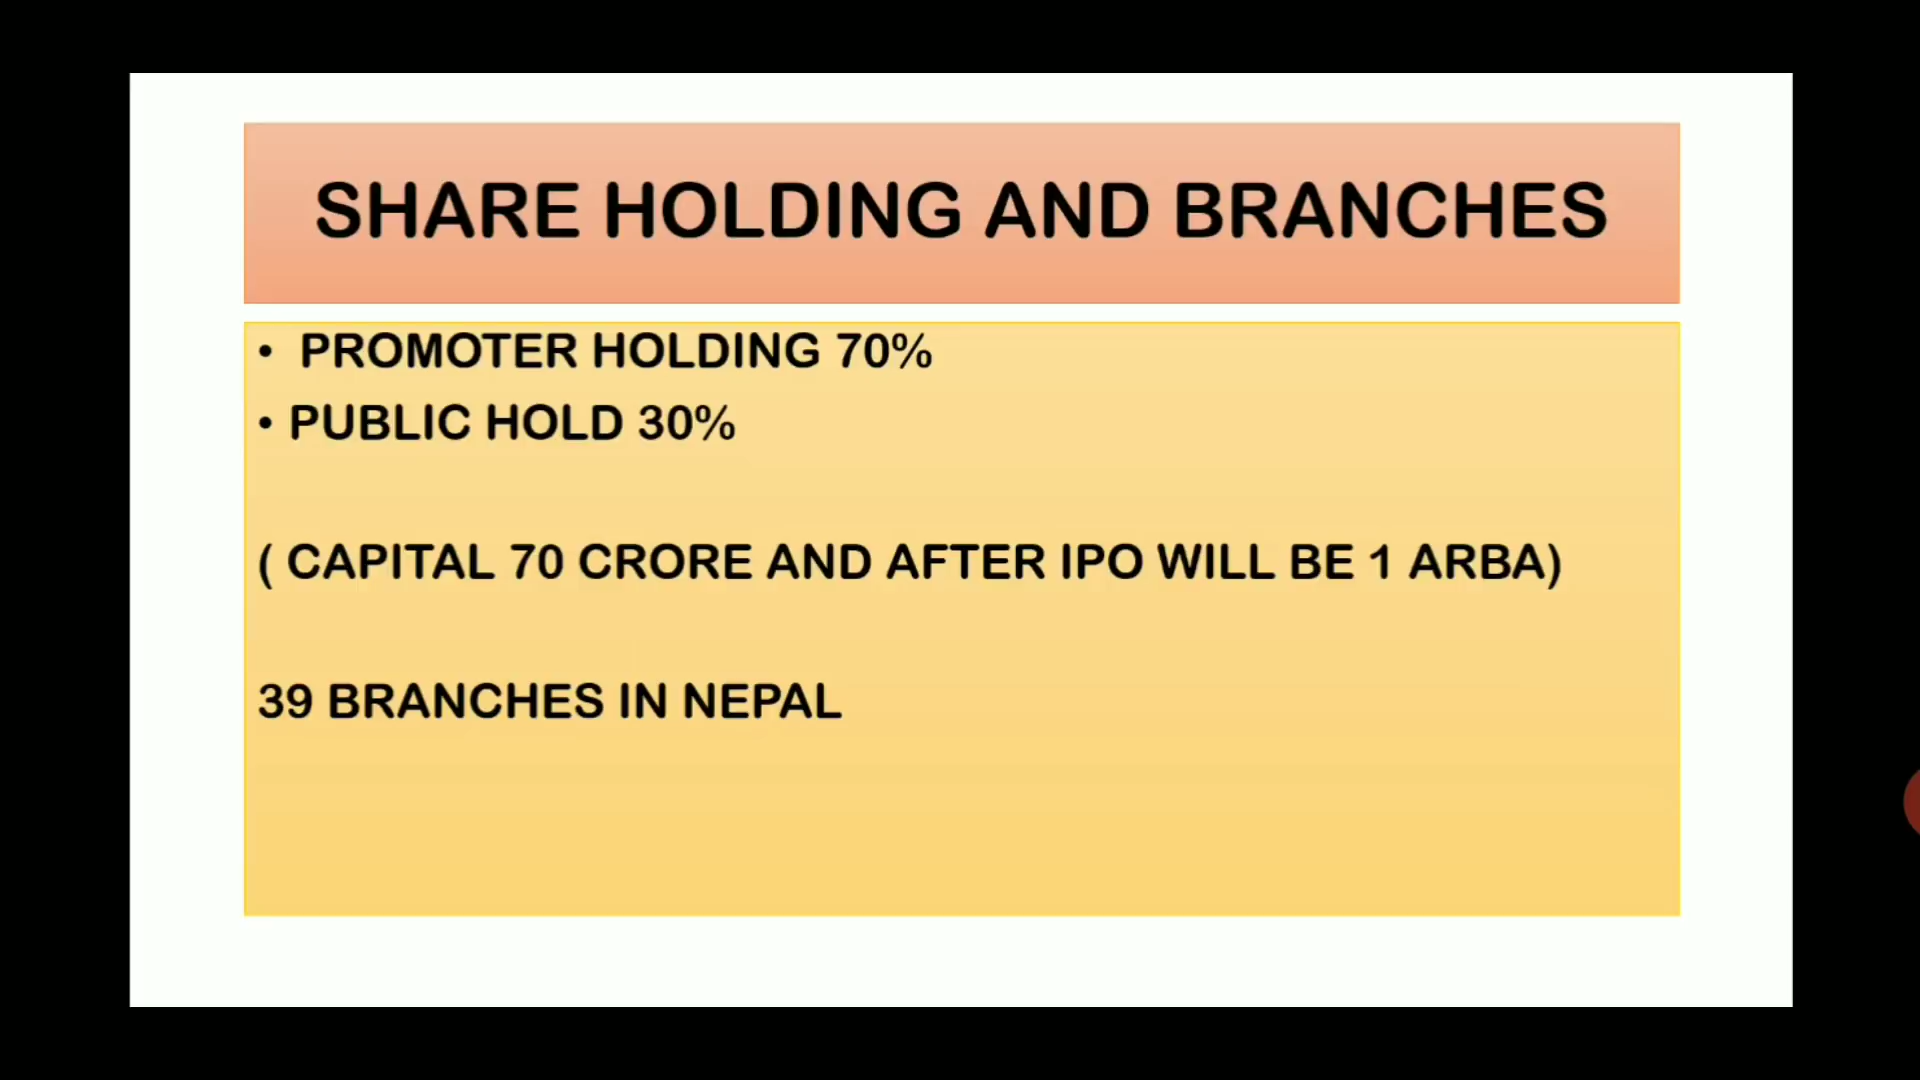 SHARE HOLDING AND BRANCHES
• PROMOTER HOLDING 70%
• PUBLIC HOLD 30%
( CAPITAL 70 CRORE AND AFTER IPO WILL BE 1 ARBA)
39 BRANCHES IN NEPAL